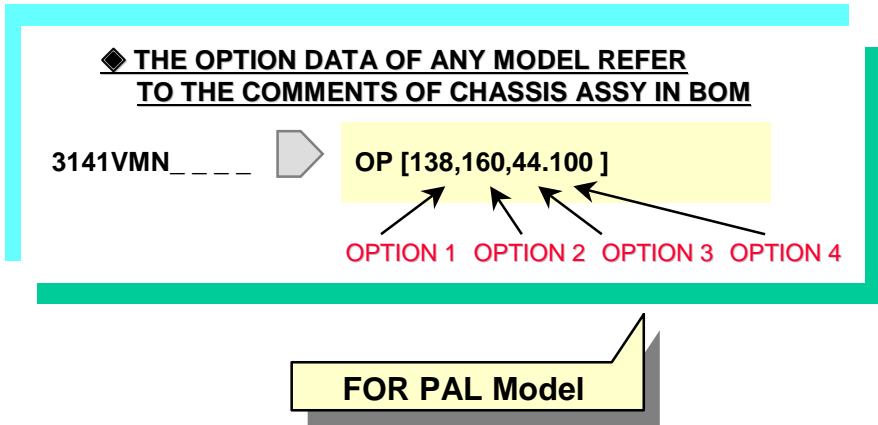 ◈ THE OPTION DATA OF ANY MODEL REFER
TO THE COMMENTS OF CHASSIS ASSY IN BOM
3141VMN_ _ _ _ OP [138,160,44.100 ]
OPTION 1 OPTION 2 OPTION 3 OPTION 4
FOR PAL Model